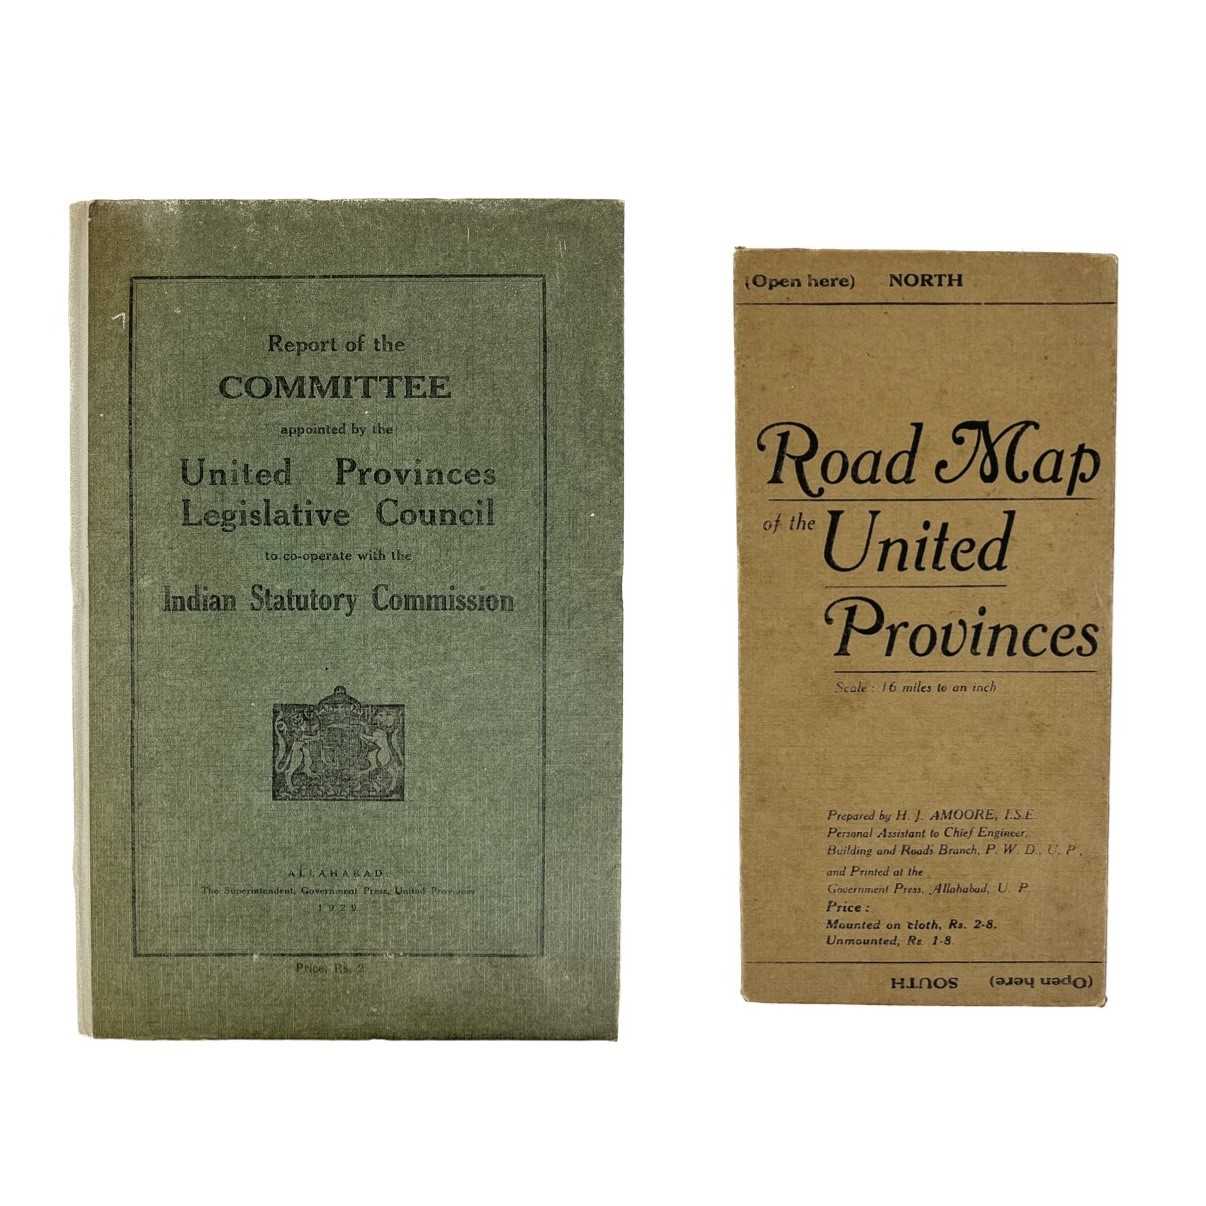 Report of the
COMMITTEE
appointed by the
United Provinces
Legislative Council
to co-operate with the
Indian Statutory Commission
ALLAHABAD
The Superintendent, Government Press, United Provinces
1929
Price, Rs. 2
(Open here) NORTH
Road Map
of the United
Provinces
Scale : 16 miles to an inch
Prepared by H. J. AMOORE, I.S.E.
Personal Assistant to Chief Engineer,
Building and Roads Branch, P. W. D., U. P.,
and Printed at the
Government Press, Allahabad, U. P.
Price :
Mounted on cloth, Rs. 2-8.
Unmounted, Rs. 1-8.
(Open here) SOUTH